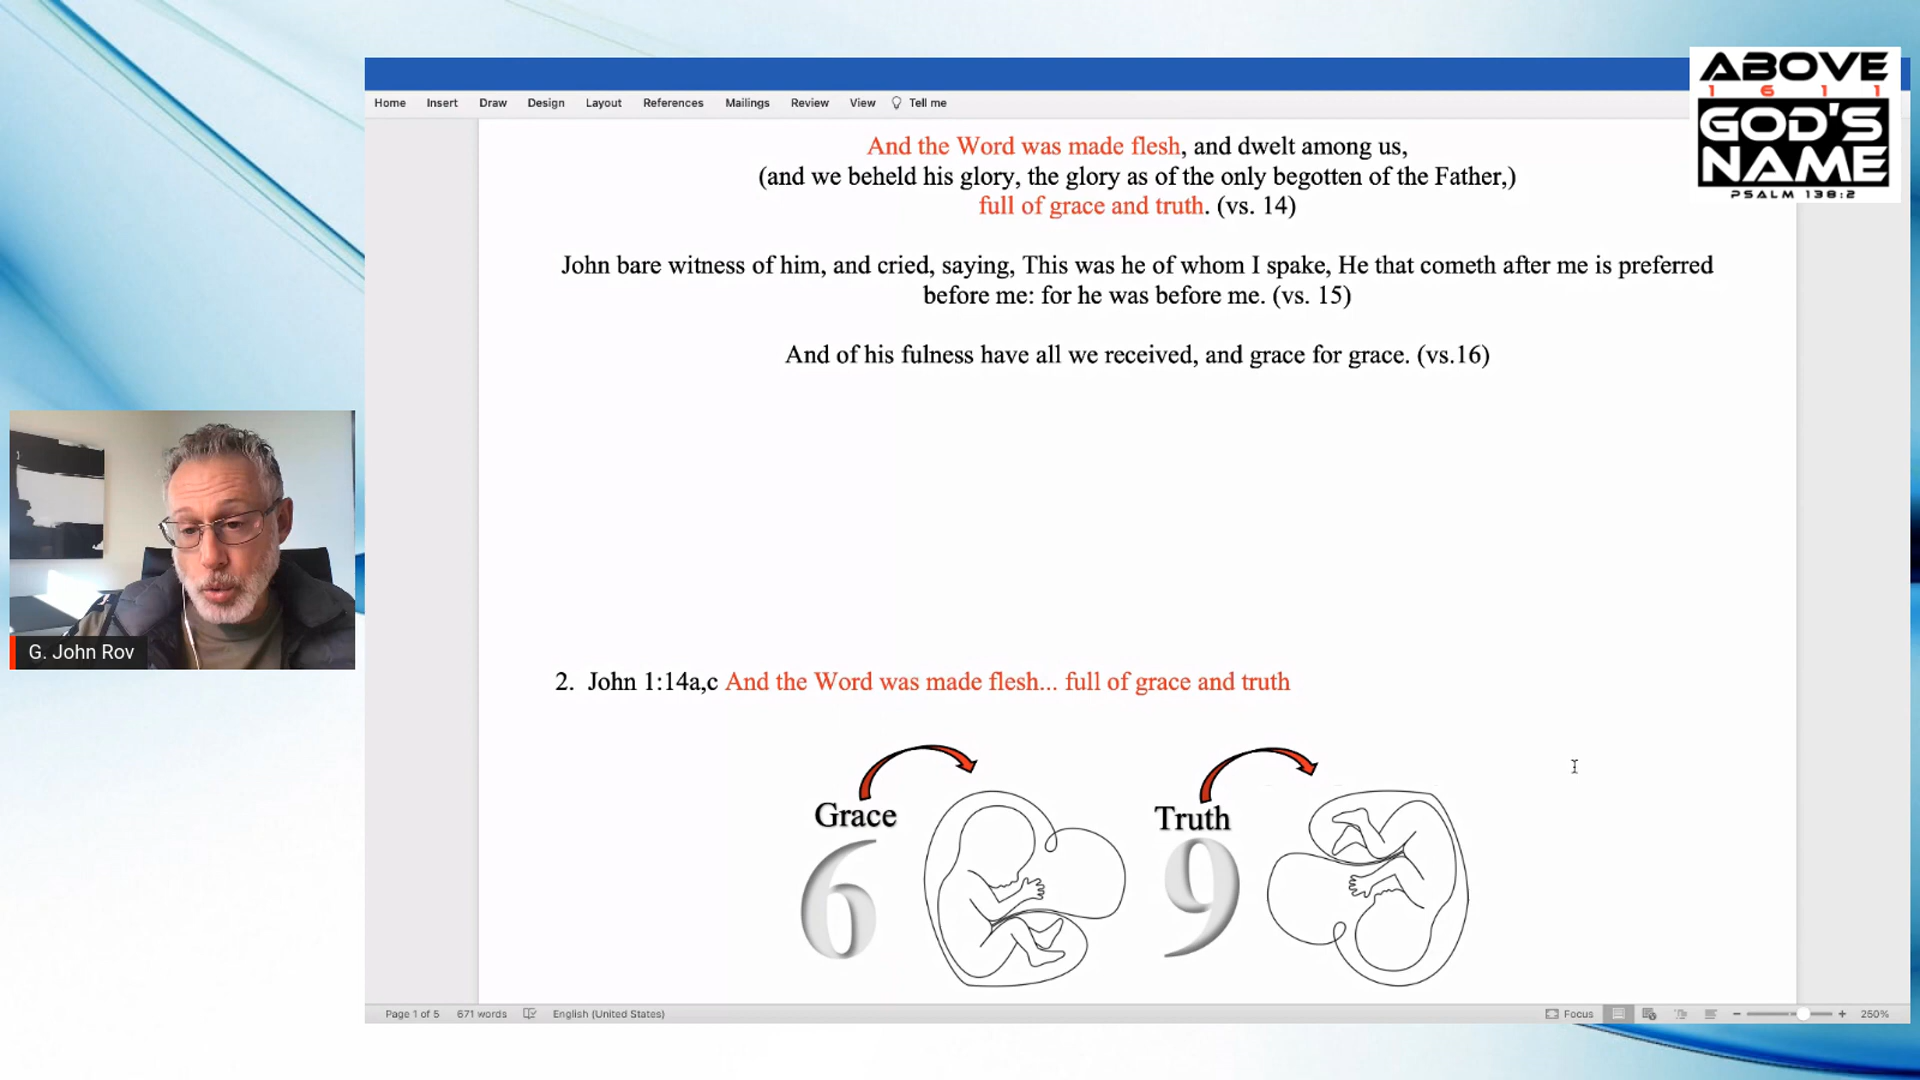 ABOVE
1 6 1 1
GOD'S
NAME
PSALM 138:2
Home Insert Draw Design Layout References Mailings Review View Tell me
And the Word was made flesh, and dwelt among us,
(and we beheld his glory, the glory as of the only begotten of the Father,)
full of grace and truth. (vs. 14)
John bare witness of him, and cried, saying, This was he of whom I spake, He that cometh after me is preferred
before me: for he was before me. (vs. 15)
And of his fulness have all we received, and grace for grace. (vs.16)
G. John Rov
2. John 1:14a,c And the Word was made flesh... full of grace and truth
Grace Truth
6 9
Page 1 of 5 671 words English (United States) Focus 250%